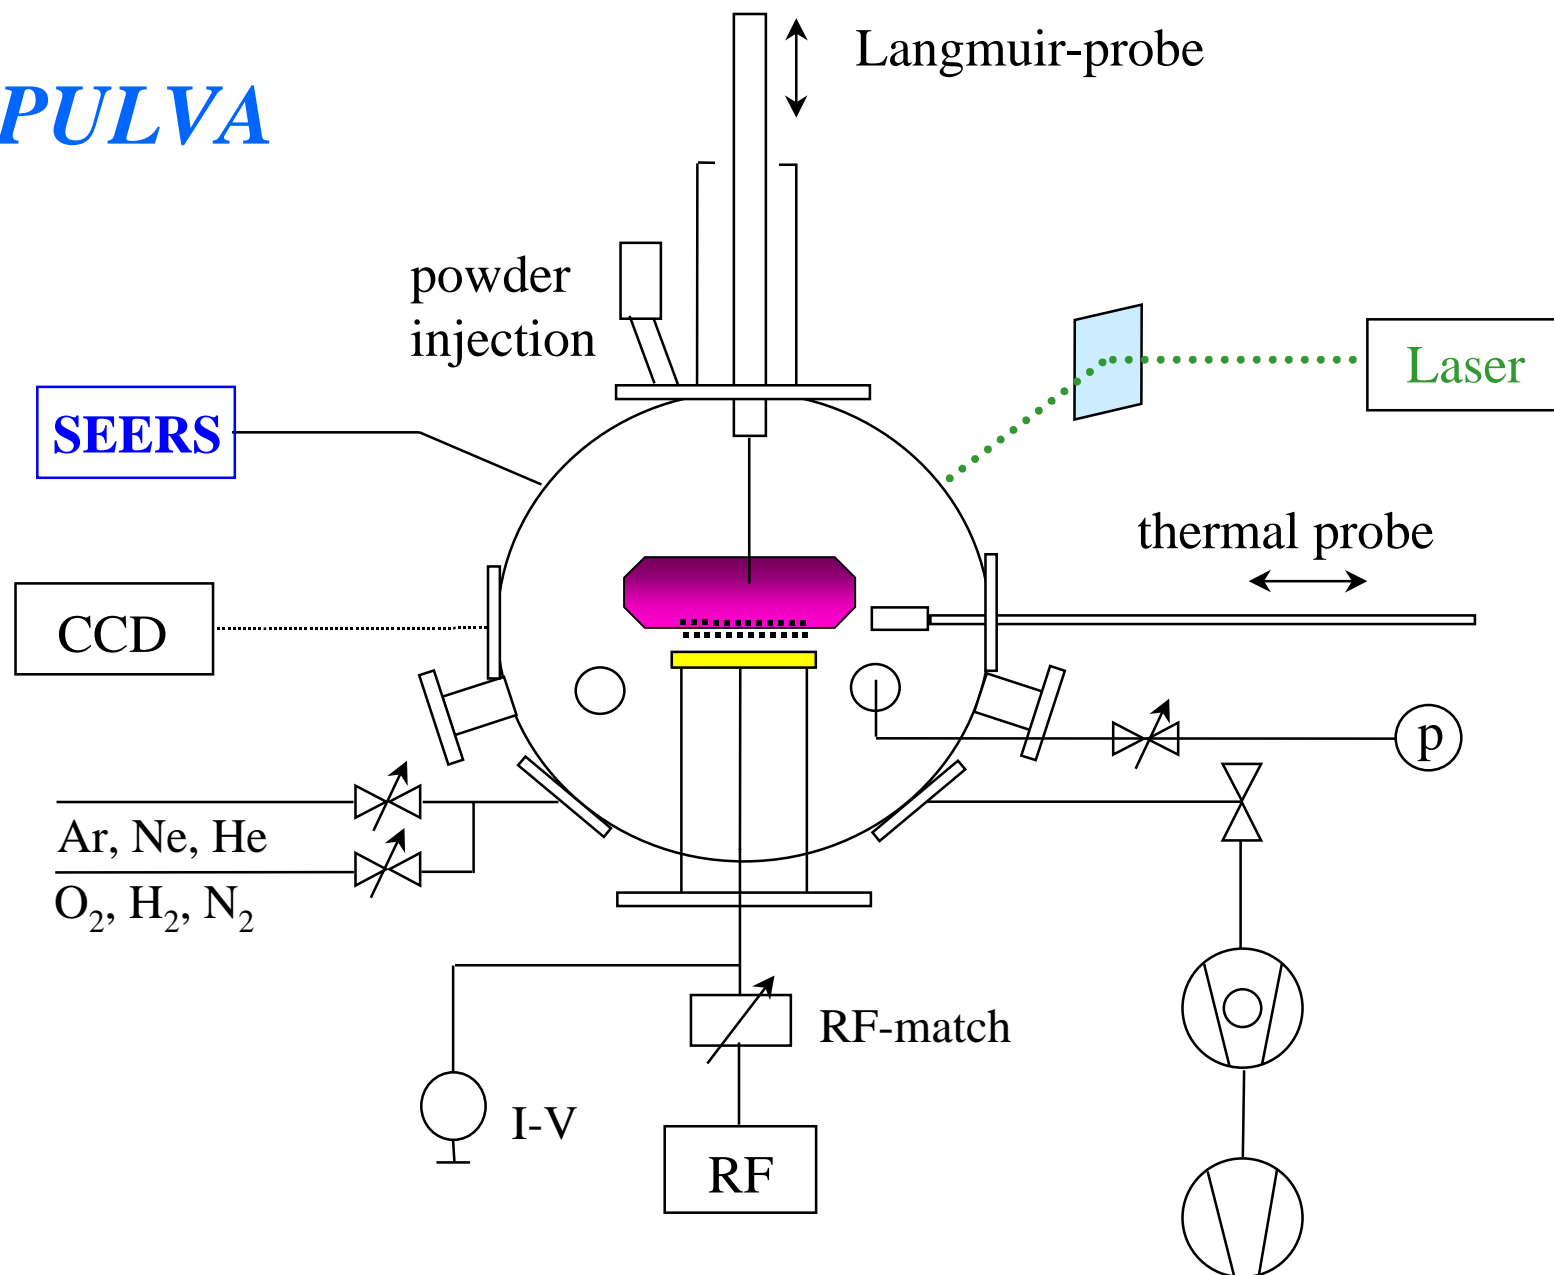 Langmuir-probe
PULVA
powder
injection
Laser
SEERS
thermal probe
CCD
p
Ar, Ne, He
O2, H2, N2
RF-match
I-V
RF